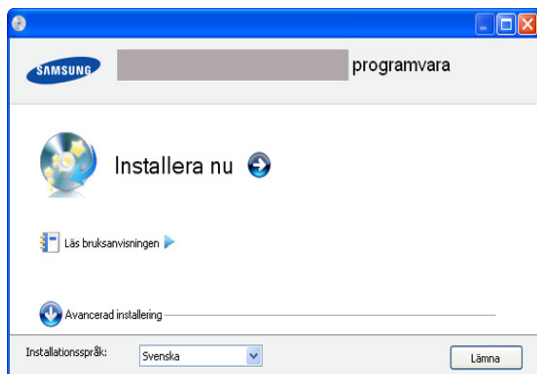 SAMSUNG
programvara
Installera nu
Läs bruksanvisningen
Avancerad installering
Installationsspråk:
Svenska
Lämna